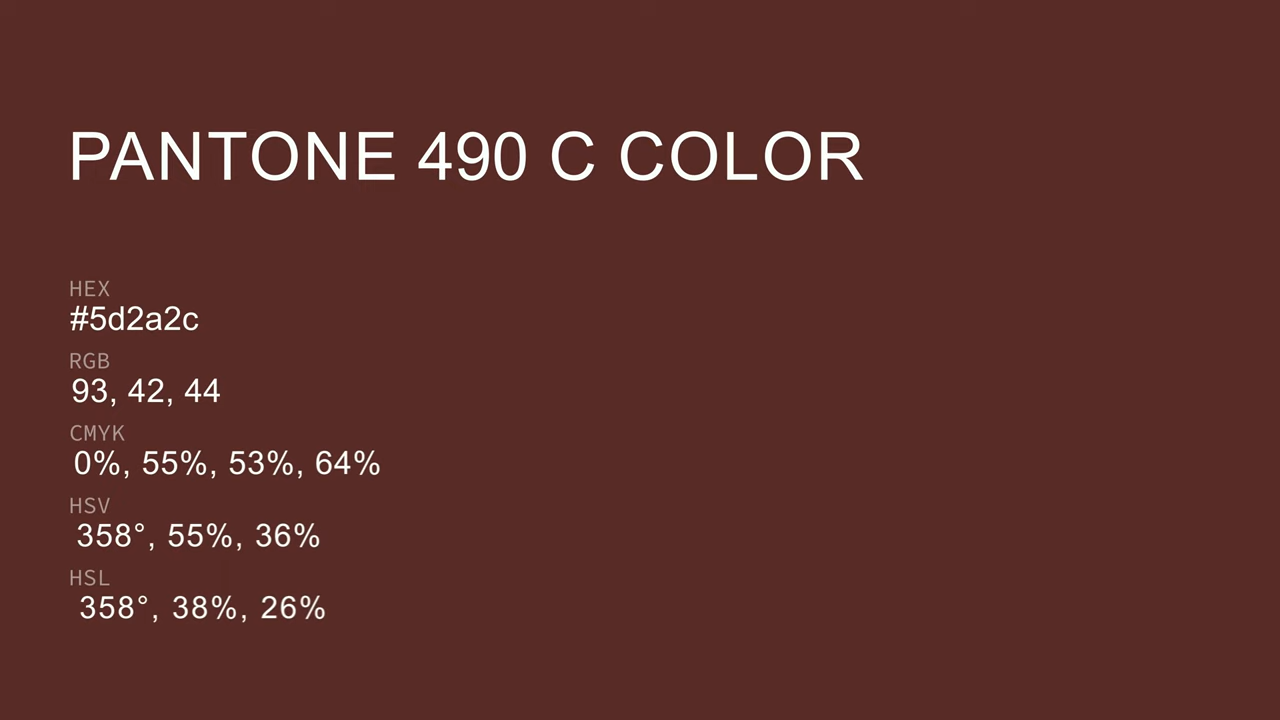 PANTONE 490 C COLOR
HEX
#5d2a2c
RGB
93, 42, 44
CMYK
0%, 55%, 53%, 64%
HSV
358°, 55%, 36%
HSL
358°, 38%, 26%